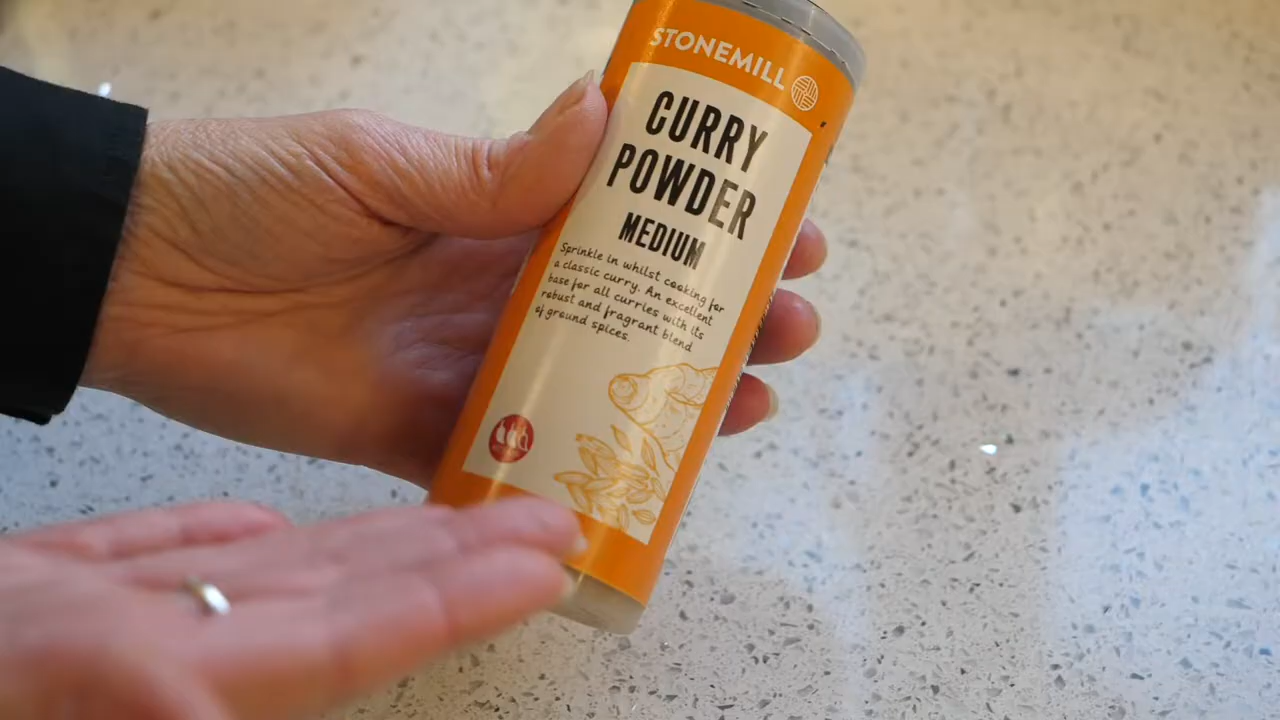 STONEMILL
CURRY
POWDER
MEDIUM
Sprinkle in whilst cooking for
a classic curry. An excellent
base for all curries with its
robust and fragrant blend
of ground spices.